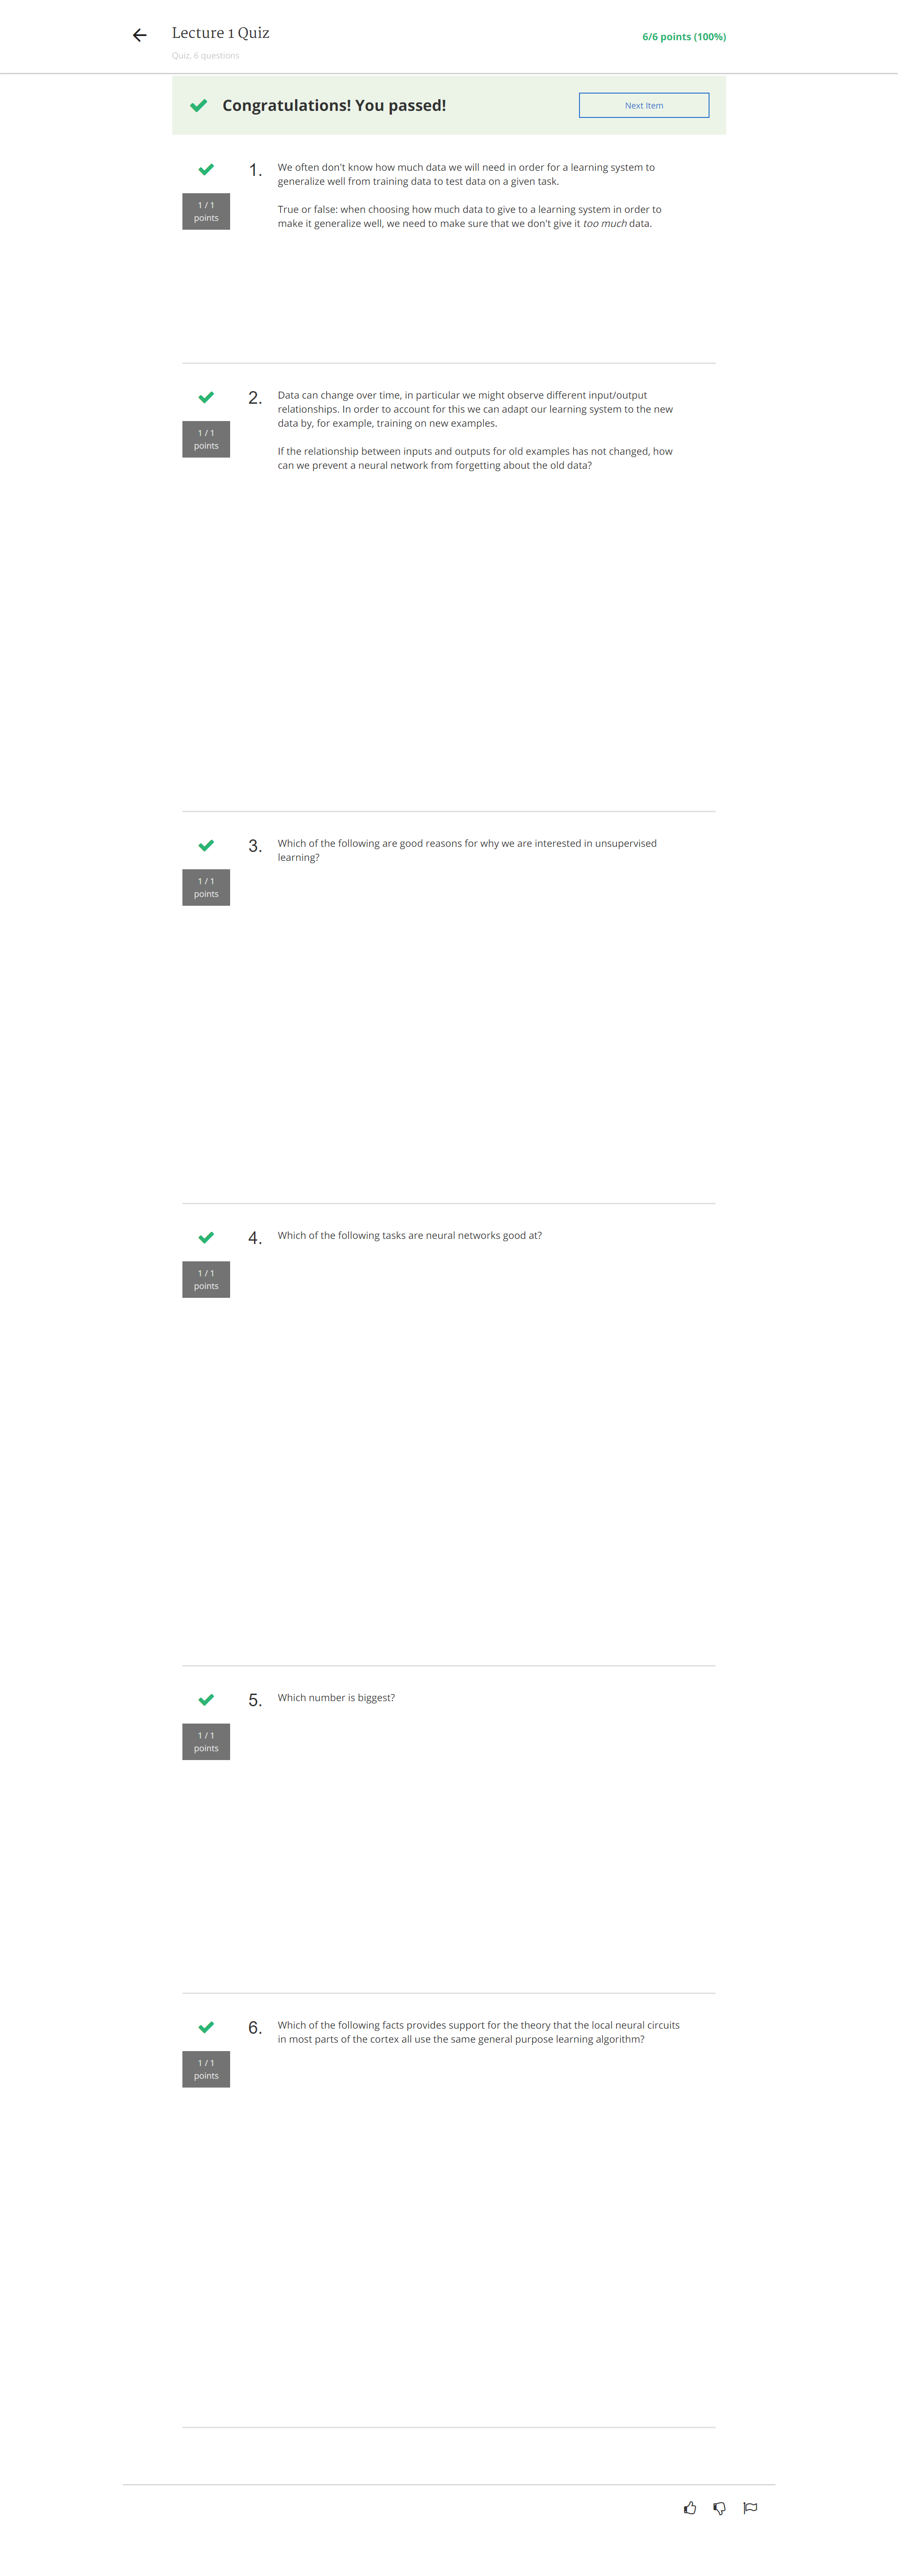 Lecture 1 Quiz
6/6 points (100%)
Quiz, 6 questions
Congratulations! You passed!
Next Item
1.
We often don't know how much data we will need in order for a learning system to
generalize well from training data to test data on a given task.
1 / 1
points
True or false: when choosing how much data to give to a learning system in order to
make it generalize well, we need to make sure that we don't give it too much data.
2.
Data can change over time, in particular we might observe different input/output
relationships. In order to account for this we can adapt our learning system to the new
data by, for example, training on new examples.
1 / 1
points
If the relationship between inputs and outputs for old examples has not changed, how
can we prevent a neural network from forgetting about the old data?
3.
Which of the following are good reasons for why we are interested in unsupervised
learning?
1 / 1
points
4.
Which of the following tasks are neural networks good at?
1 / 1
points
5.
Which number is biggest?
1 / 1
points
6.
Which of the following facts provides support for the theory that the local neural circuits
in most parts of the cortex all use the same general purpose learning algorithm?
1 / 1
points